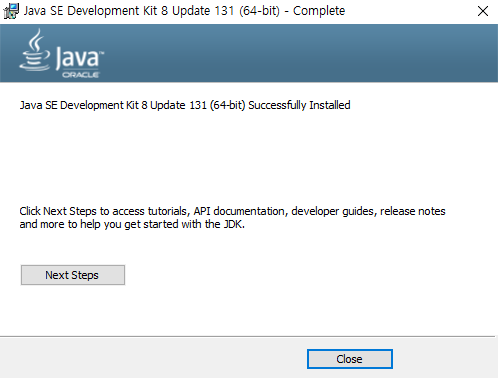 Java SE Development Kit 8 Update 131 (64-bit) - Complete
Java™
ORACLE
Java SE Development Kit 8 Update 131 (64-bit) Successfully Installed
Click Next Steps to access tutorials, API documentation, developer guides, release notes
and more to help you get started with the JDK.
Next Steps
Close